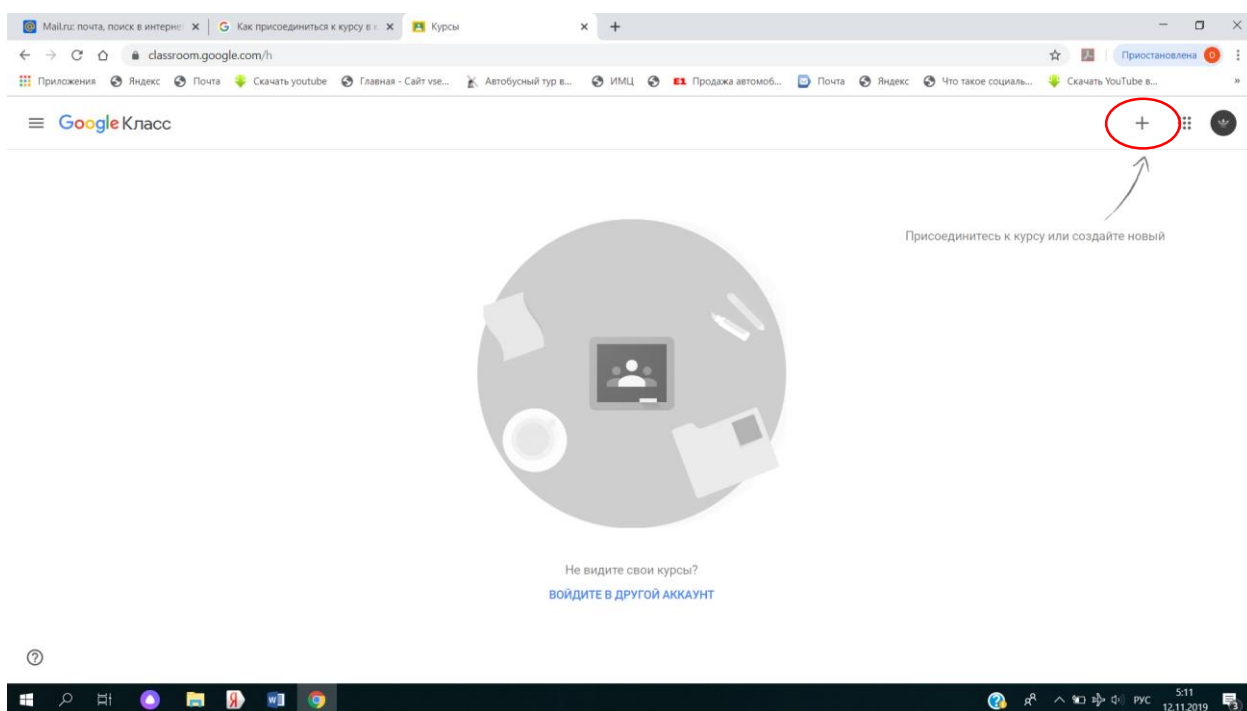 Mail.ru: почта, поиск в интерне
Как присоединиться к курсу в
Курсы
classroom.google.com/h
Приостановлена О
Приложения Яндекс Почта Скачать youtube Главная - Сайт vse... Автобусный тур в... ИМЦ E1 Продажа автомоб... Почта Яндекс Что такое социаль... Скачать YouTube в... »
Google Класс
Присоединитесь к курсу или создайте новый
Не видите свои курсы?
ВОЙДИТЕ В ДРУГОЙ АККАУНТ
РУС
5:11
12.11.2019
3